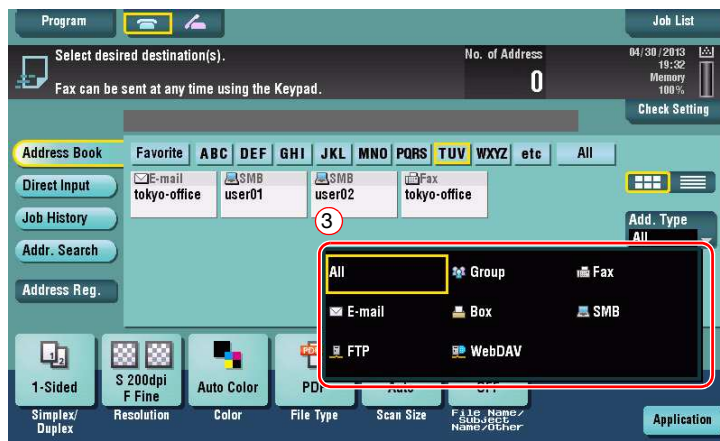 Program
Job List
Select desired destination(s).
No. of Address
04/30/2013
19:32
Memory
100%
Fax can be sent at any time using the Keypad.
0
Check Setting
Address Book
Favorite ABC DEF GHI JKL MNO PQRS TUV WXYZ etc All
Direct Input
E-mail
tokyo-office
SMB
user01
SMB
user02
Fax
tokyo-office
Job History
3
Add. Type
All
Addr. Search
All
Group
Fax
Address Reg.
E-mail
Box
SMB
FTP
WebDAV
1-Sided
S 200dpi
F Fine
Auto Color
PDF
Auto
OFF
Simplex/
Duplex
Resolution
Color
File Type
Scan Size
File Name/
Subject
Name/Other
Application